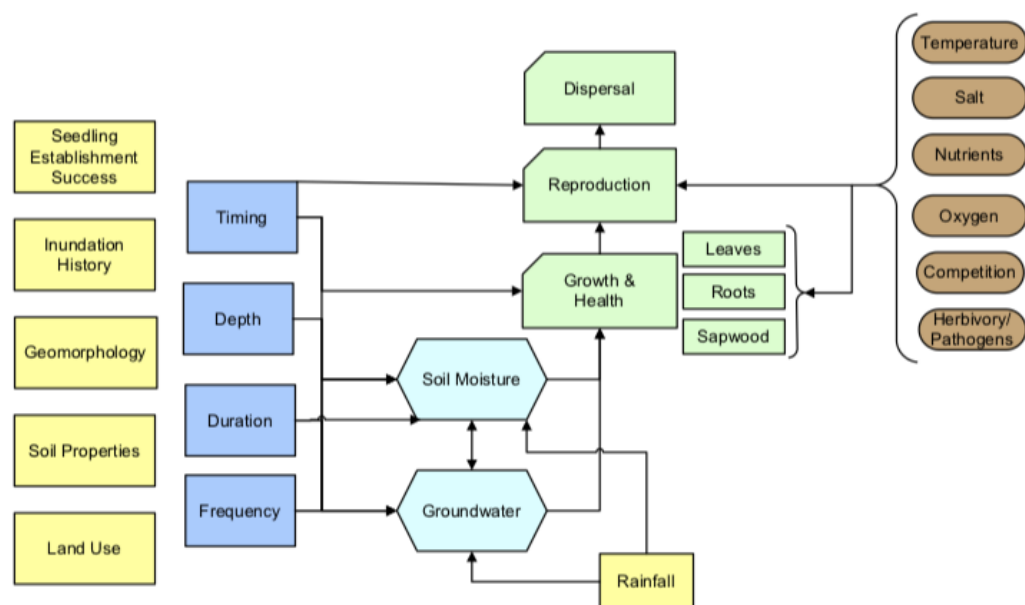 Seedling
Establishment
Success
Inundation
History
Geomorphology
Soil Properties
Land Use
Timing
Depth
Duration
Frequency
Dispersal
Reproduction
Growth &
Health
Leaves
Roots
Sapwood
Soil Moisture
Groundwater
Rainfall
Temperature
Salt
Nutrients
Oxygen
Competition
Herbivory/
Pathogens